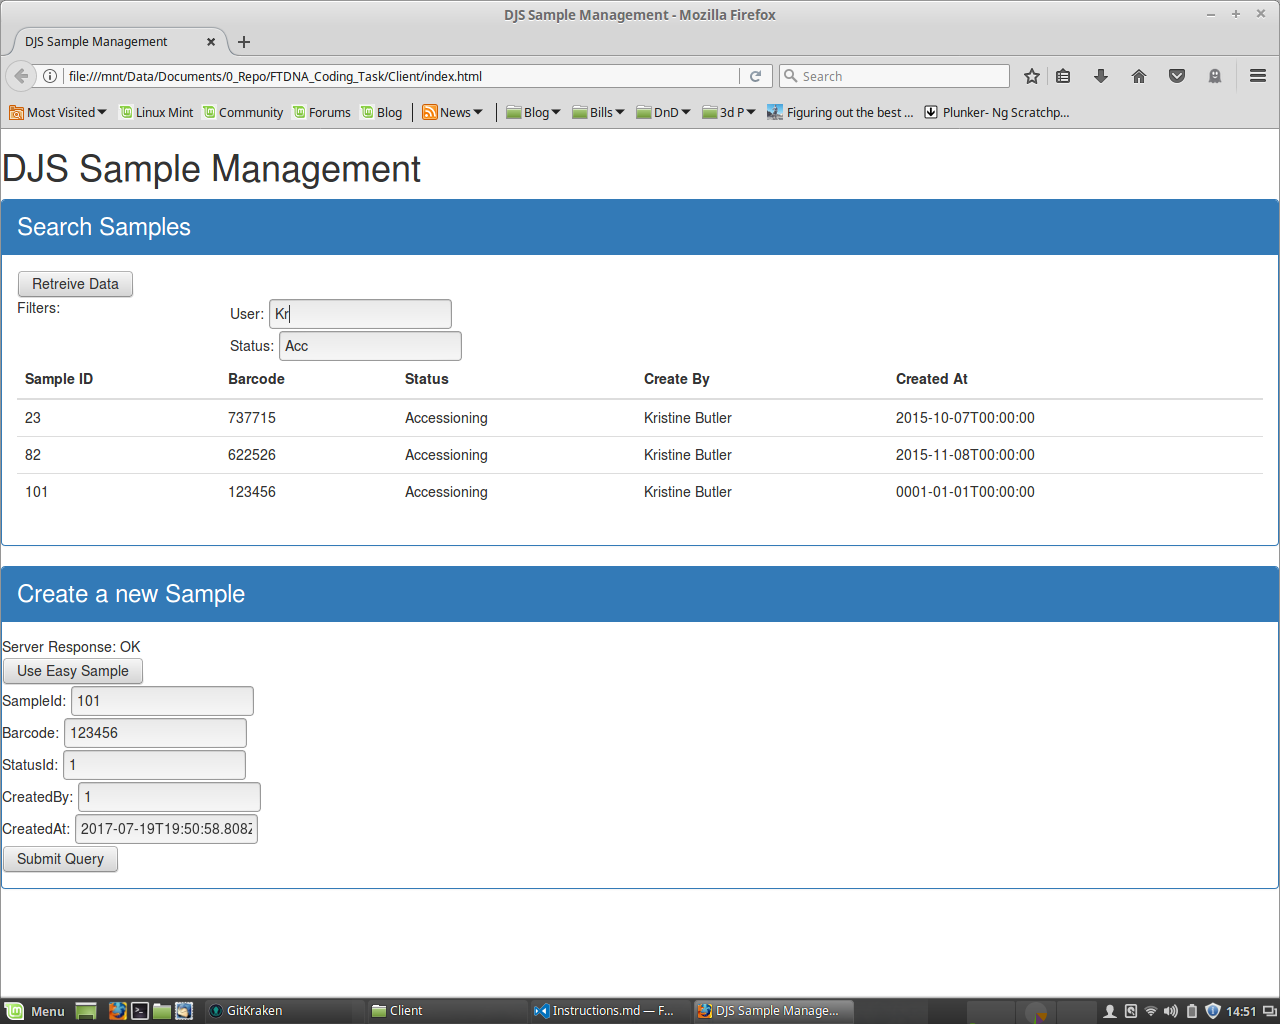 DJS Sample Management - Mozilla Firefox
DJS Sample Management
file:///mnt/Data/Documents/0_Repo/FTDNA_Coding_Task/Client/index.html Search
Most Visited Linux Mint Community Forums Blog News Blog Bills DnD 3d P Figuring out the best ... Plunker- Ng Scratchp...
DJS Sample Management
Search Samples
Retreive Data
Filters: User: Kr
Status: Acc
Sample ID Barcode Status Create By Created At
23 737715 Accessioning Kristine Butler 2015-10-07T00:00:00
82 622526 Accessioning Kristine Butler 2015-11-08T00:00:00
101 123456 Accessioning Kristine Butler 0001-01-01T00:00:00
Create a new Sample
Server Response: OK
Use Easy Sample
SampleId: 101
Barcode: 123456
StatusId: 1
CreatedBy: 1
CreatedAt: 2017-07-19T19:50:58.808Z
Submit Query
Menu GitKraken Client Instructions.md — F... DJS Sample Manage... 14:51